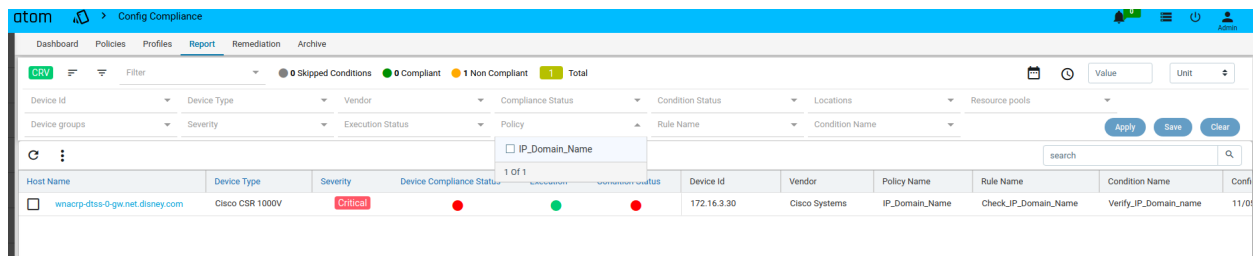 atom > Config Compliance 0 Admin
Dashboard Policies Profiles Report Remediation Archive
CRV Filter 0 Skipped Conditions 0 Compliant 1 Non Compliant 1 Total Value Unit
Device Id Device Type Vendor Compliance Status Condition Status Locations Resource pools
Device groups Severity Execution Status Policy Rule Name Condition Name Apply Save Clear
IP_Domain_Name
search
1 Of 1
Host Name Device Type Severity Device Compliance Status Execution Condition Status Device Id Vendor Policy Name Rule Name Condition Name Confi
wnacrp-dtss-0-gw.net.disney.com Cisco CSR 1000V Critical 172.16.3.30 Cisco Systems IP_Domain_Name Check_IP_Domain_Name Verify_IP_Domain_name 11/05